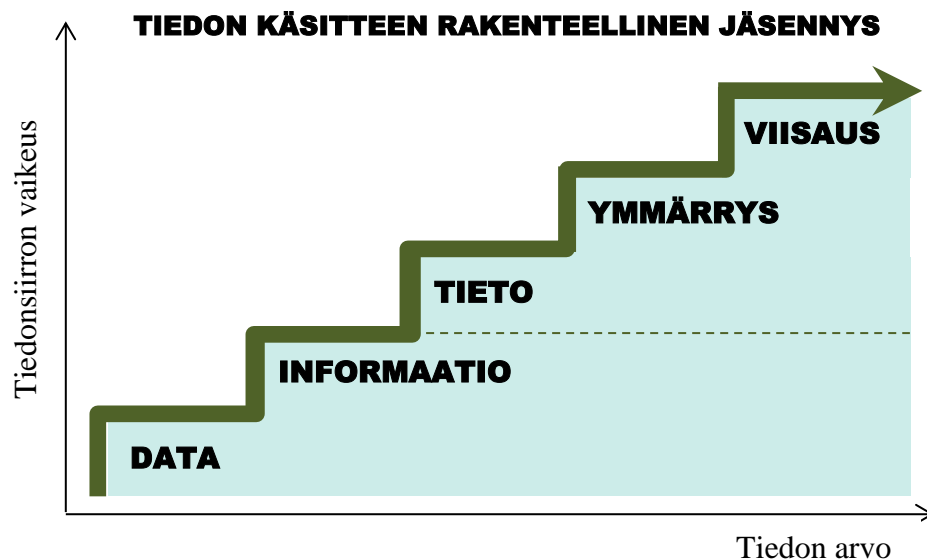 TIEDON KÄSITTEEN RAKENTEELLINEN JÄSENNYS
Tiedonsiirron vaikeus
VIISAUS
YMMÄRRYS
TIETO
INFORMAATIO
DATA
Tiedon arvo